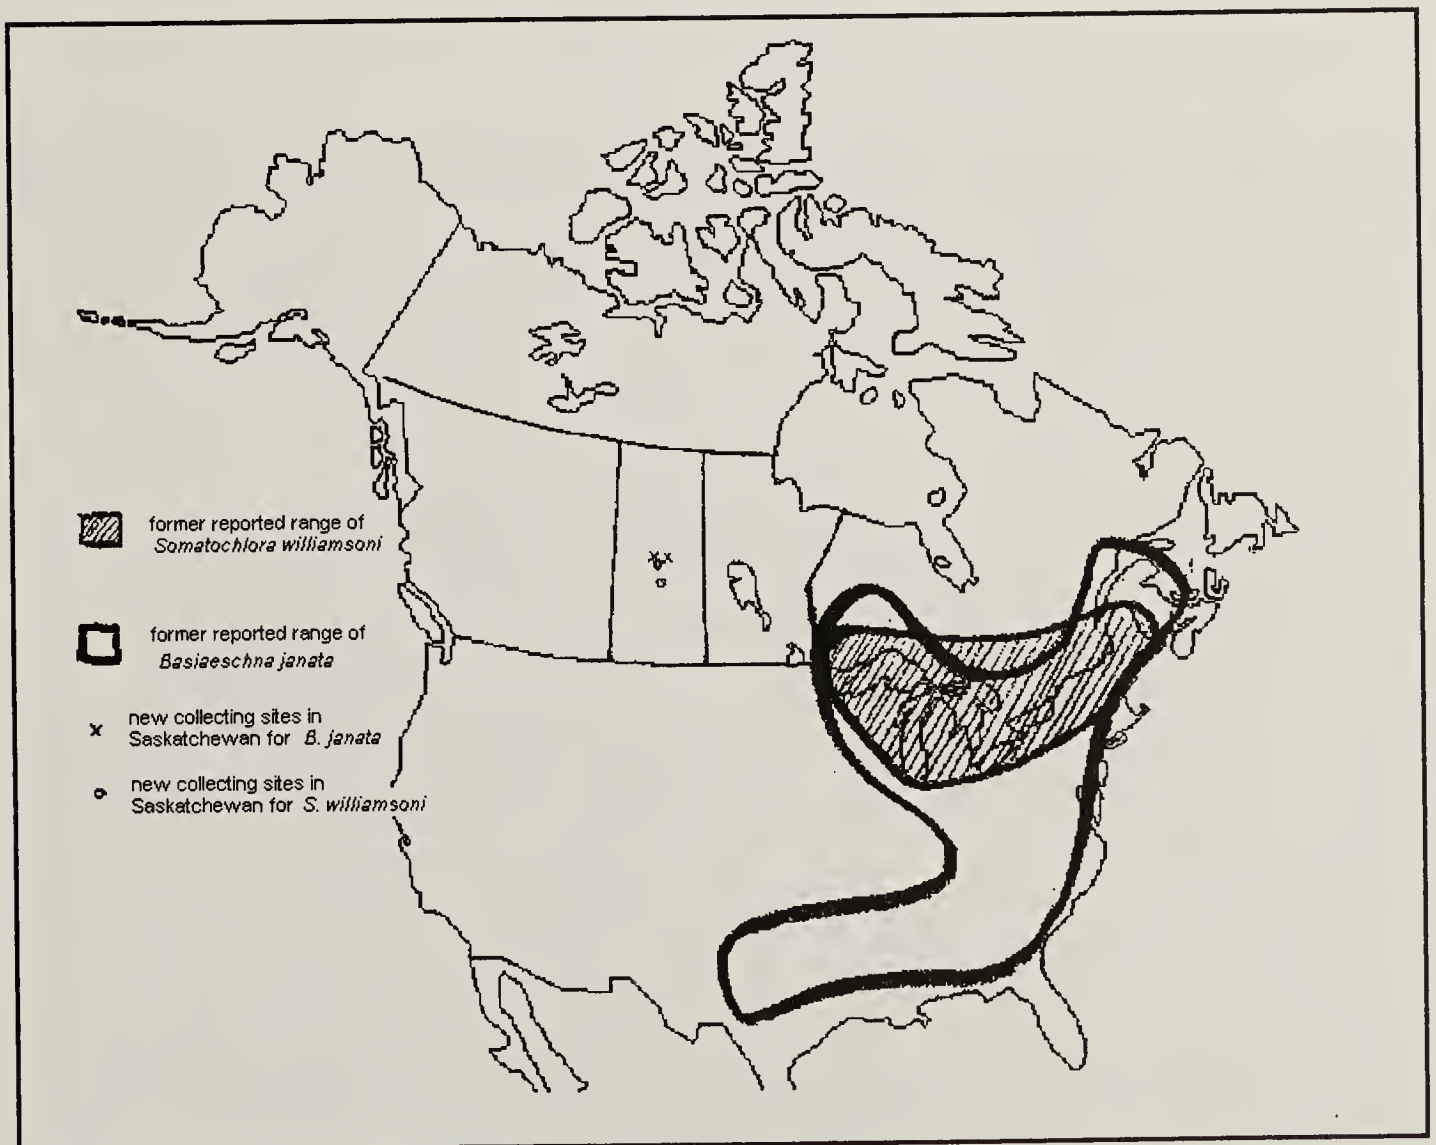 former reported range of
Somatochlora williamsoni
former reported range of
Basiaeschna janata
new collecting sites in
Saskatchewan for B. janata
new collecting sites in
Saskatchewan for S. williamsoni